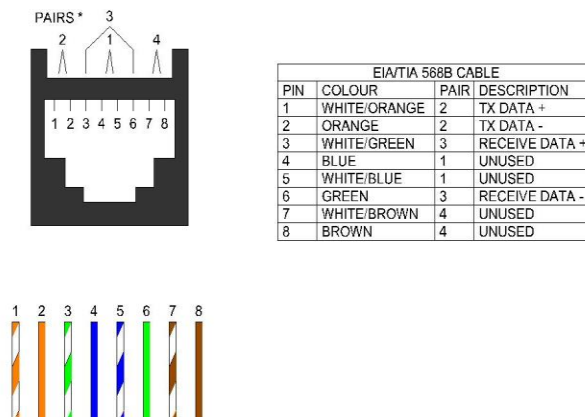 PAIRS * 3
2 1 4
1 2 3 4 5 6 7 8
EIA/TIA 568B CABLE
PIN COLOUR PAIR DESCRIPTION
1 WHITE/ORANGE 2 TX DATA +
2 ORANGE 2 TX DATA -
3 WHITE/GREEN 3 RECEIVE DATA +
4 BLUE 1 UNUSED
5 WHITE/BLUE 1 UNUSED
6 GREEN 3 RECEIVE DATA -
7 WHITE/BROWN 4 UNUSED
8 BROWN 4 UNUSED
1 2 3 4 5 6 7 8